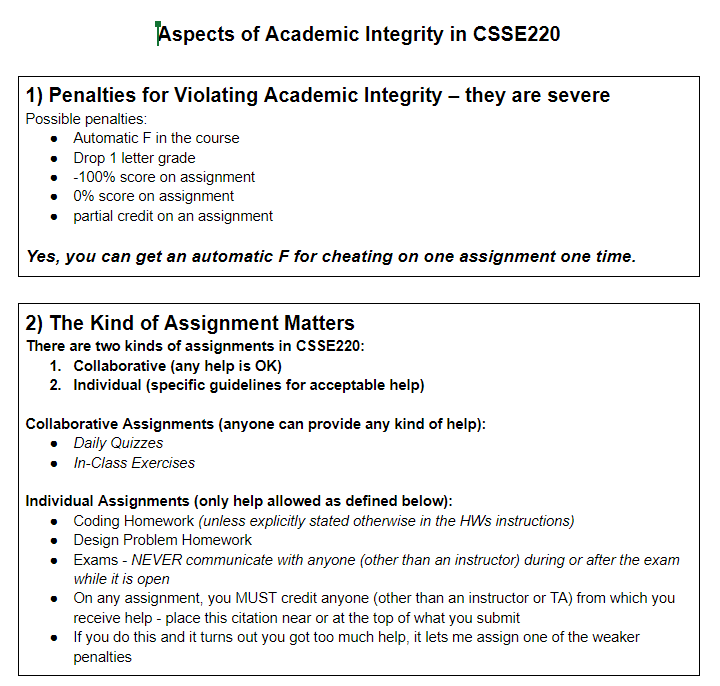 Aspects of Academic Integrity in CSSE220
1) Penalties for Violating Academic Integrity – they are severe
Possible penalties:
● Automatic F in the course
● Drop 1 letter grade
● -100% score on assignment
● 0% score on assignment
● partial credit on an assignment
Yes, you can get an automatic F for cheating on one assignment one time.
2) The Kind of Assignment Matters
There are two kinds of assignments in CSSE220:
1. Collaborative (any help is OK)
2. Individual (specific guidelines for acceptable help)
Collaborative Assignments (anyone can provide any kind of help):
● Daily Quizzes
● In-Class Exercises
Individual Assignments (only help allowed as defined below):
● Coding Homework (unless explicitly stated otherwise in the HWs instructions)
● Design Problem Homework
● Exams - NEVER communicate with anyone (other than an instructor) during or after the exam
while it is open
● On any assignment, you MUST credit anyone (other than an instructor or TA) from which you
receive help - place this citation near or at the top of what you submit
● If you do this and it turns out you got too much help, it lets me assign one of the weaker
penalties